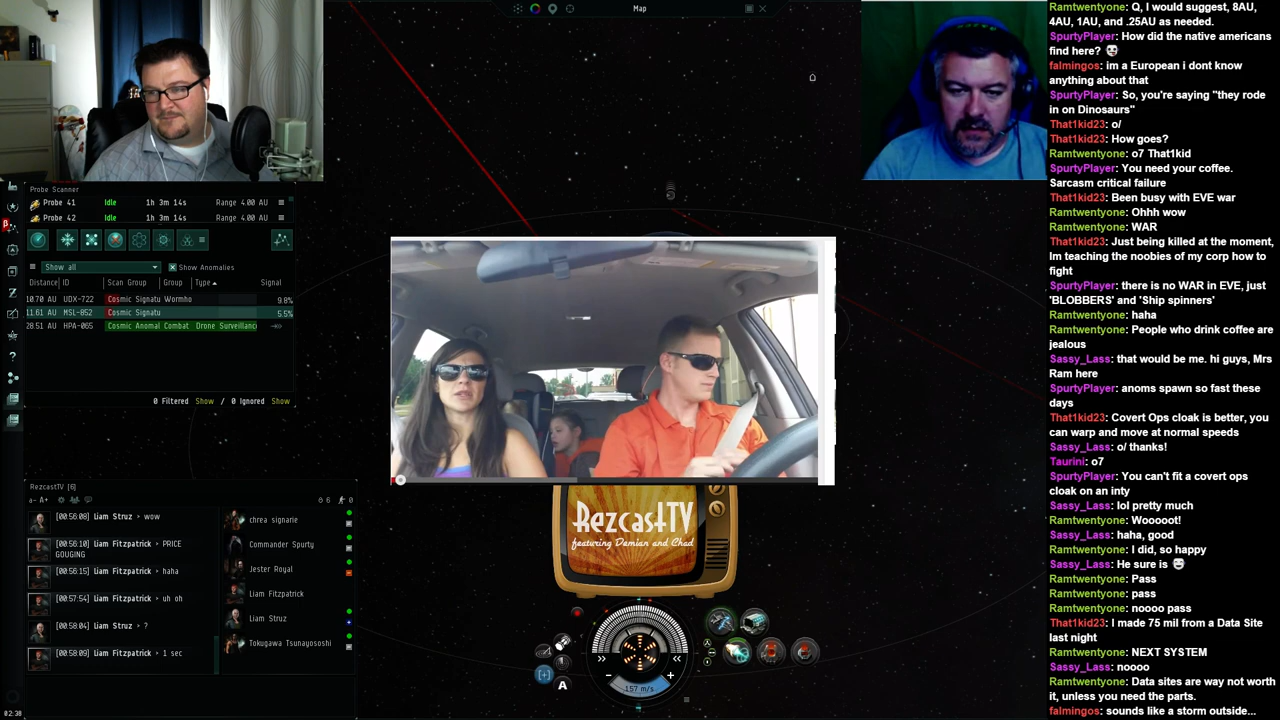 Map
Probe Scanner
Probe 41 Idle 1h 3m 14s Range 4.00 AU
Probe 42 Idle 1h 3m 14s Range 4.00 AU
Show all
Show Anomalies
Distance ID Scan Group Group Type Signal
10.70 AU UDX-722 Cosmic Signatu Wormho 9.8%
11.61 AU MSL-852 Cosmic Signatu 5.5%
28.51 AU HPA-065 Cosmic Anomal Combat Drone Surveillanc
0 Filtered Show / 0 Ignored Show
RezcastTV [6]
a- A+
0 6
0
[00:56:08] Liam Struz > wow
[00:56:10] Liam Fitzpatrick > PRICE
GOUGING
[00:56:15] Liam Fitzpatrick > haha
[00:57:54] Liam Fitzpatrick > uh oh
[00:58:04] Liam Struz > ?
[00:58:09] Liam Fitzpatrick > 1 sec
chrea signarie
Commander Spurty
Jester Royal
Liam Fitzpatrick
Liam Struz
Tokugawa Tsunayososhi
02:30
RezcastTV
featuring Demian and Chad
A
157 m/s
Ramtwentyone: Q, I would suggest, 8AU,
4AU, 1AU, and .25AU as needed.
SpurtyPlayer: How did the native americans
find here?
falmingos: im a European i dont know
anything about that
SpurtyPlayer: So, you're saying "they rode
in on Dinosaurs"
That1kid23: o/
That1kid23: How goes?
Ramtwentyone: o7 That1kid
SpurtyPlayer: You need your coffee.
Sarcasm critical failure
That1kid23: Been busy with EVE war
Ramtwentyone: Ohhh wow
Ramtwentyone: WAR
That1kid23: Just being killed at the moment,
Im teaching the noobies of my corp how to
fight
SpurtyPlayer: there is no WAR in EVE, just
'BLOBBERS' and 'Ship spinners'
Ramtwentyone: haha
Ramtwentyone: People who drink coffee are
jealous
Sassy_Lass: that would be me. hi guys, Mrs
Ram here
SpurtyPlayer: anoms spawn so fast these
days
That1kid23: Covert Ops cloak is better, you
can warp and move at normal speeds
Sassy_Lass: o/ thanks!
Taurini: o7
SpurtyPlayer: You can't fit a covert ops
cloak on an inty
Sassy_Lass: lol pretty much
Ramtwentyone: Wooooot!
Sassy_Lass: haha, good
Ramtwentyone: I did, so happy
Sassy_Lass: He sure is
Ramtwentyone: Pass
Ramtwentyone: pass
Ramtwentyone: noooo pass
That1kid23: I made 75 mil from a Data Site
last night
Ramtwentyone: NEXT SYSTEM
Sassy_Lass: noooo
Ramtwentyone: Data sites are way not worth
it, unless you need the parts.
falmingos: sounds like a storm outside...